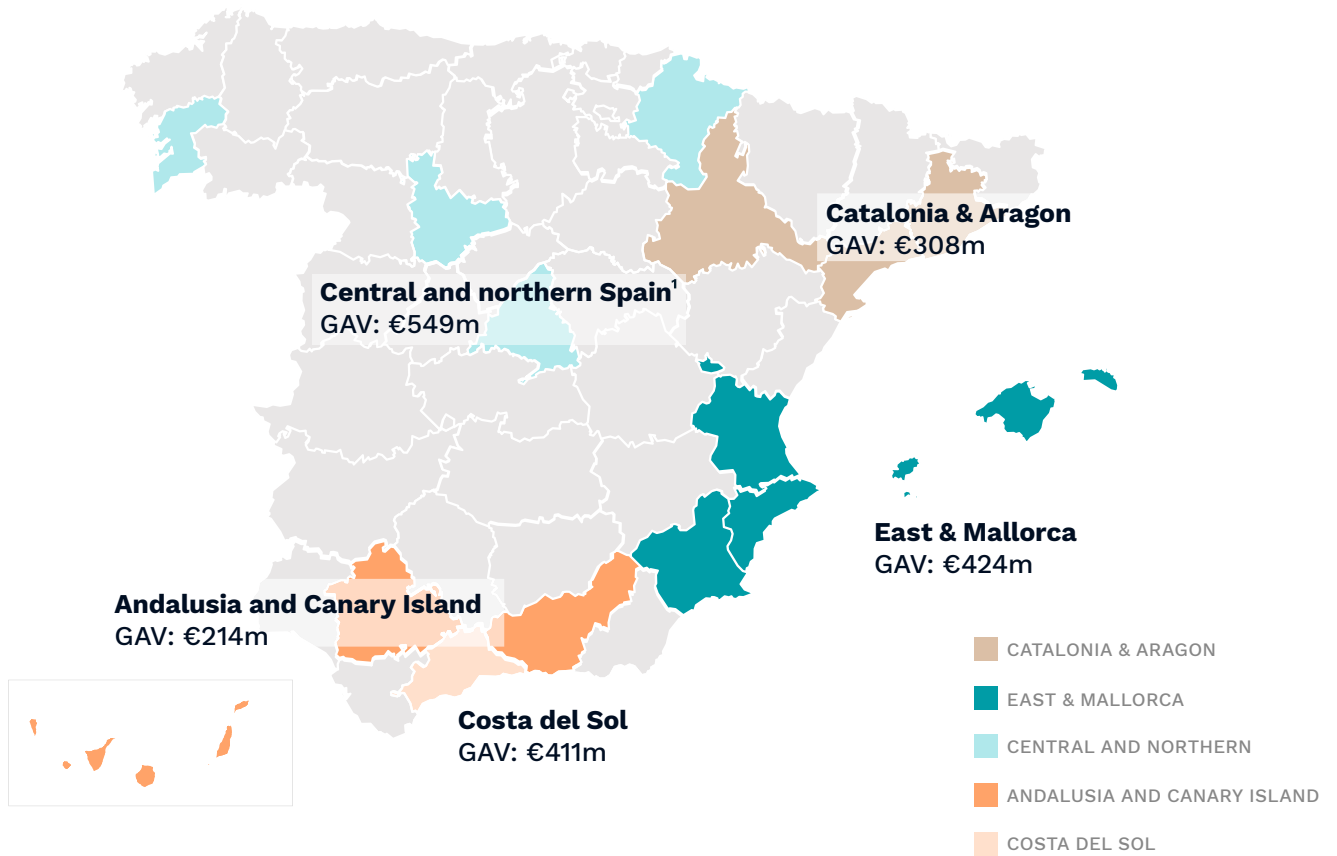 Catalonia & Aragon
GAV: €308m
Central and northern Spain¹
GAV: €549m
East & Mallorca
GAV: €424m
Andalusia and Canary Island
GAV: €214m
Costa del Sol
GAV: €411m
CATALONIA & ARAGON
EAST & MALLORCA
CENTRAL AND NORTHERN
ANDALUSIA AND CANARY ISLAND
COSTA DEL SOL